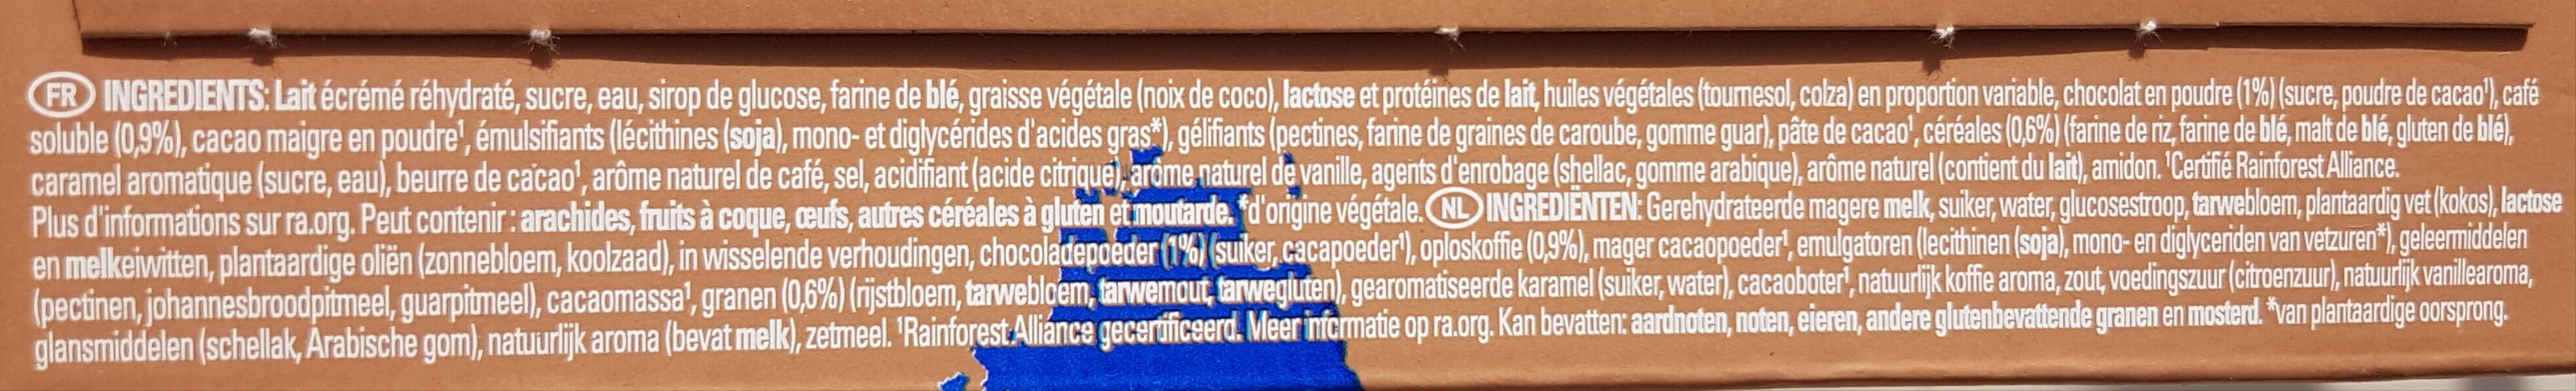 FR INGREDIENTS: Lait écrémé réhydraté, sucre, eau, sirop de glucose, farine de blé, graisse végétale (noix de coco), lactose et protéines de lait, huiles végétales (tournesol, colza) en proportion variable, chocolat en poudre (1%) (sucre, poudre de cacao¹), café
soluble (0,9%), cacao maigre en poudre¹, émulsifiants (lécithines (soja), mono- et diglycérides d'acides gras*), gélifiants (pectines, farine de graines de caroube, gomme guar), pâte de cacao¹, céréales (0,6%) (farine de riz, farine de blé, malt de blé, gluten de blé),
caramel aromatique (sucre, eau), beurre de cacao¹, arôme naturel de café, sel, acidifiant (acide citrique), arôme naturel de vanille, agents d'enrobage (shellac, gomme arabique), arôme naturel (contient du lait), amidon. ¹Certifié Rainforest Alliance.
Plus d'informations sur ra.org. Peut contenir : arachides, fruits à coque, œufs, autres céréales à gluten et moutarde. *d'origine végétale. NL INGREDIËNTEN: Gerehydrateerde magere melk, suiker, water, glucosestroop, tarwebloem, plantaardig vet (kokos), lactose
en melkeiwitten, plantaardige oliën (zonnebloem, koolzaad), in wisselende verhoudingen, chocoladepoeder (1%) (suiker, cacapoeder¹), oploskoffie (0,9%), mager cacaopoeder¹, emulgatoren (lecithinen (soja), mono- en diglyceriden van vetzuren*), geleermiddelen
(pectinen, johannesbroodpitmeel, guarpitmeel), cacaomassa¹, granen (0,6%) (rijstbloem, tarwebloem, tarwemout, tarwegluten), gearomatiseerde karamel (suiker, water), cacaoboter¹, natuurlijk koffie aroma, zout, voedingszuur (citroenzuur), natuurlijk vanillearoma,
glansmiddelen (schellak, Arabische gom), natuurlijk aroma (bevat melk), zetmeel. ¹Rainforest Alliance gecertificeerd. Meer informatie op ra.org. Kan bevatten: aardnoten, noten, eieren, andere glutenbevattende granen en mosterd. *van plantaardige oorsprong.